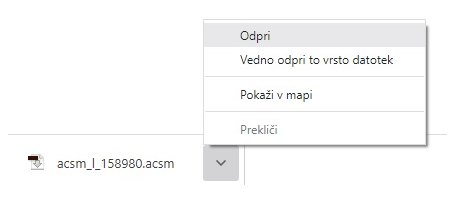 Odpri
Vedno odpri to vrsto datotek
Pokaži v mapi
Prekliči
acsm_l_158980.acsm